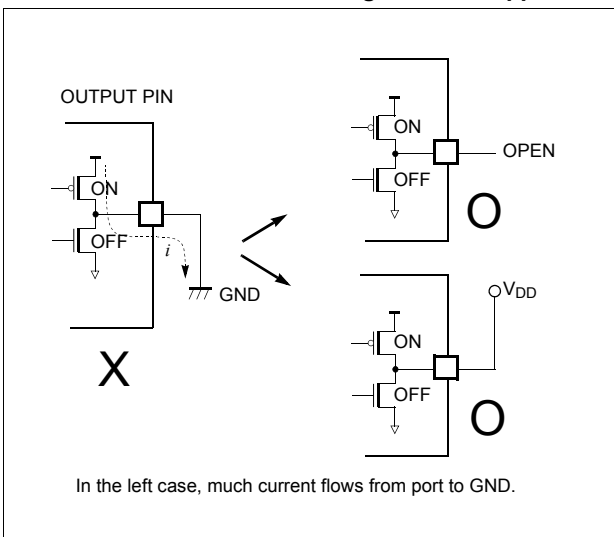 OUTPUT PIN
ON
OFF
i
GND
X
ON
OFF
OPEN
O
VDD
ON
OFF
O
In the left case, much current flows from port to GND.